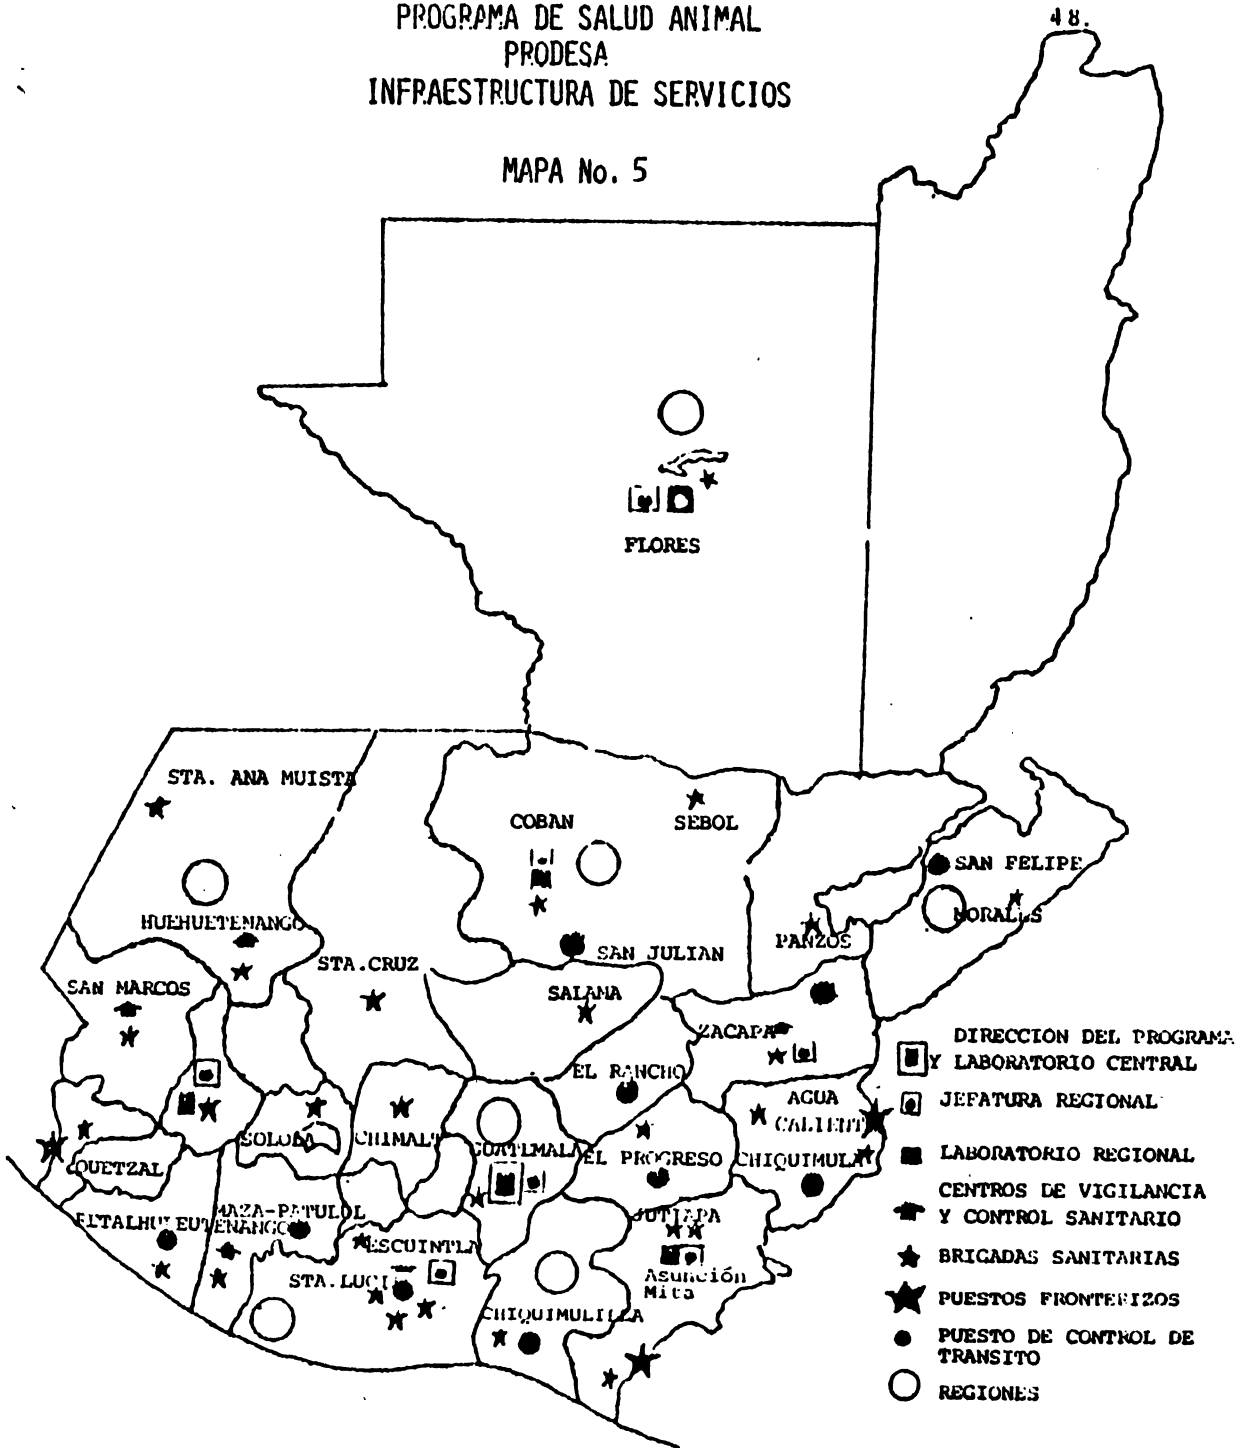 48.
PROGRAMA DE SALUD ANIMAL
PRODESA
INFRAESTRUCTURA DE SERVICIOS
MAPA No. 5
FLORES
STA. ANA MUISTA
COBAN
SEBOL
SAN FELIPE
MORALES
HUEHUETENANGO
PANZOS
SAN JULIAN
STA.CRUZ
SAN MARCOS
SALAMA
ZACAPA
EL RANCHO
AGUA
CALIENT
SOLOLA
CHIMALT
GUATEMALA
EL PROGRESO
CHIQUIMULA
QUETZAL
MAZA-PATULUL
TENANGO
JUTIAPA
ESCUINTLA
STA.LUCI
Asunción
Mita
CHIQUIMULILLA
DIRECCION DEL PROGRAMA
Y LABORATORIO CENTRAL
JEFATURA REGIONAL
LABORATORIO REGIONAL
CENTROS DE VIGILANCIA
Y CONTROL SANITARIO
BRIGADAS SANITARIAS
PUESTOS FRONTERIZOS
PUESTO DE CONTROL DE
TRANSITO
REGIONES